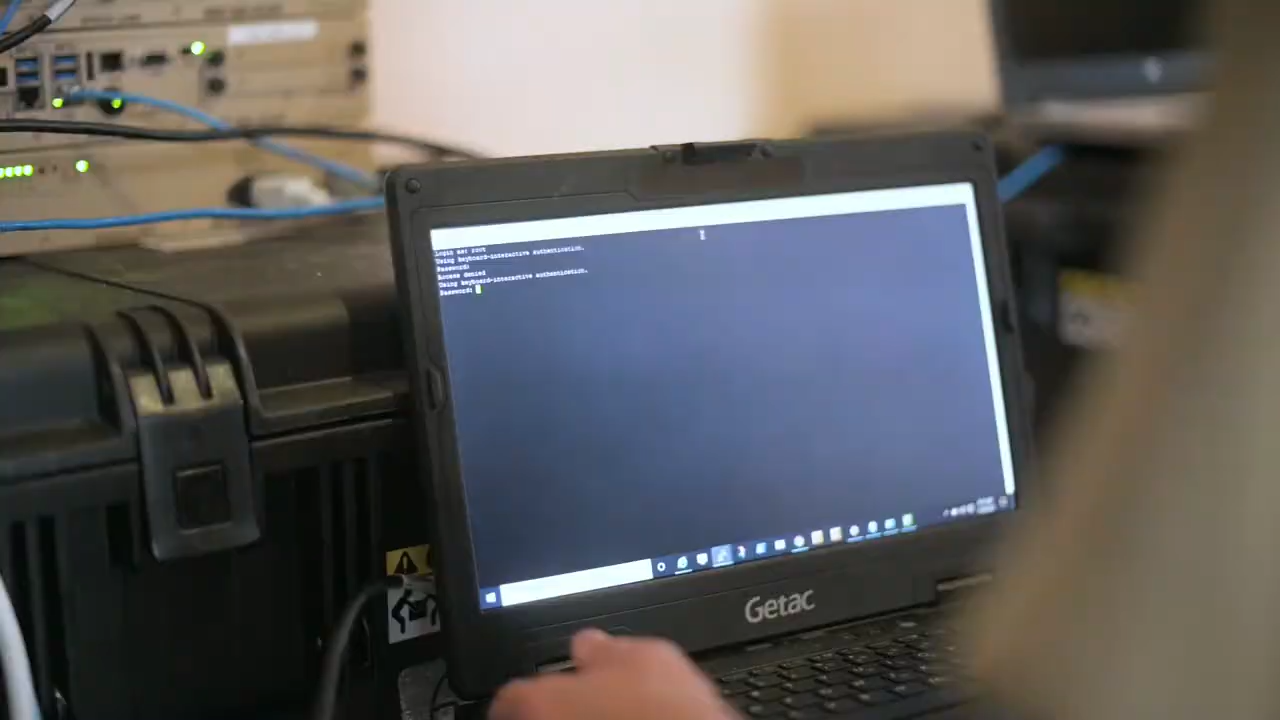 Login as: root
Using keyboard-interactive authentication.
Password:
Access denied
Using keyboard-interactive authentication.
Password:
Getac